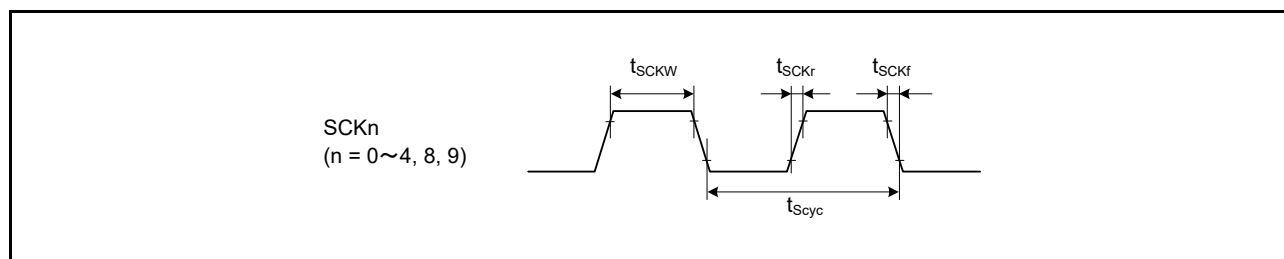 tSCKW
tSCKr
tSCKf
SCKn
(n = 0～4, 8, 9)
tScyc